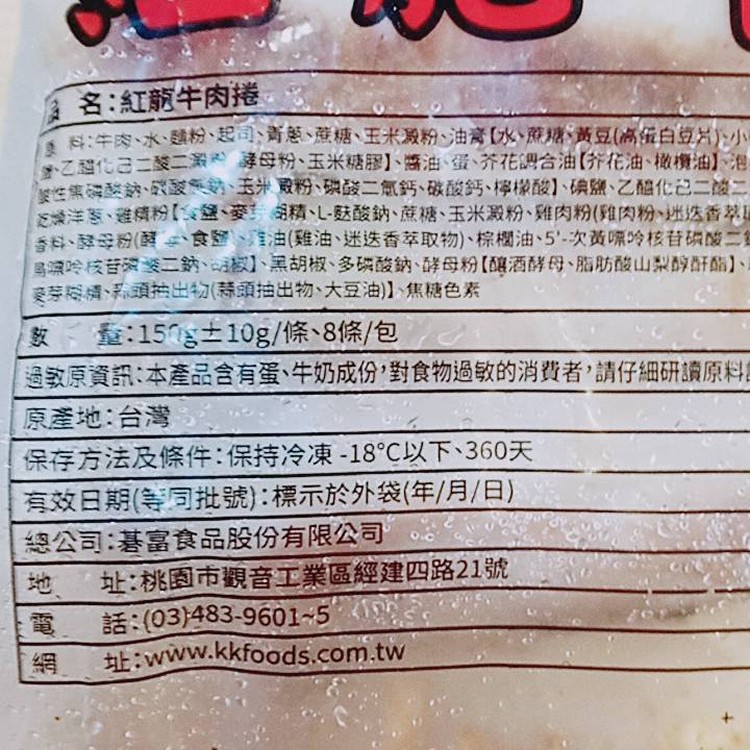 名：紅龍牛肉捲
料：牛肉、水、麵粉、起司、青蔥、蔗糖、玉米澱粉、油膏【水、蔗糖、黃豆(高蛋白豆片)、小
、乙醯化己二酸二澱粉、酵母粉、玉米糖膠】、醬油、蛋、芥花調合油【芥花油、橄欖油】、泡
酸性焦磷酸鈉、碳酸氫鈉、玉米澱粉、磷酸二氫鈣、碳酸鈣、檸檬酸】、碘鹽、乙醯化己二酸二
乾燥洋蔥、雞精粉【食鹽、麥芽糊精、L-麩酸鈉、蔗糖、玉米澱粉、雞肉粉(雞肉粉、迷迭香萃取
香料、酵母粉(酵母、食鹽)、雞油(雞油、迷迭香萃取物)、棕櫚油、5'-次黃嘌呤核苷磷酸二鈉
鳥嘌呤核苷磷酸二鈉、胡椒】、黑胡椒、多磷酸鈉、酵母粉【釀酒酵母、脂肪酸山梨醇酐酯】、
麥芽糊精、蒜頭抽出物(蒜頭抽出物、大豆油)】、焦糖色素
數 量：150g±10g/條、8條/包
過敏原資訊：本產品含有蛋、牛奶成份，對食物過敏的消費者，請仔細研讀原料
原產地：台灣
保存方法及條件：保持冷凍 -18℃以下、360天
有效日期(等同批號)：標示於外袋(年/月/日)
總公司：碁富食品股份有限公司
地 址：桃園市觀音工業區經建四路21號
電 話：(03)483-9601~5
網 址：www.kkfoods.com.tw